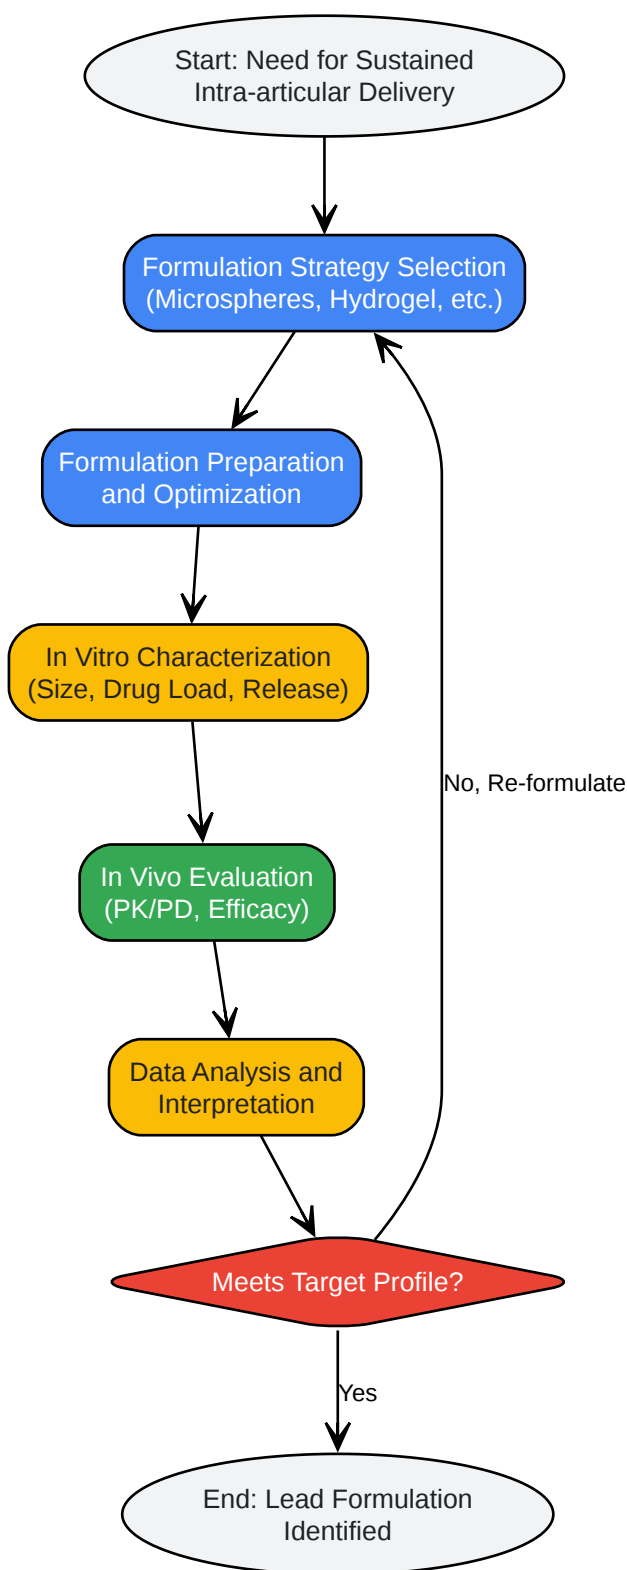 Start: Need for Sustained
Intra-articular Delivery
Formulation Strategy Selection
(Microspheres, Hydrogel, etc.)
Formulation Preparation
and Optimization
In Vitro Characterization
(Size, Drug Load, Release)
No, Re-formulate
In Vivo Evaluation
(PK/PD, Efficacy)
Data Analysis and
Interpretation
Meets Target Profile?
Yes
End: Lead Formulation
Identified